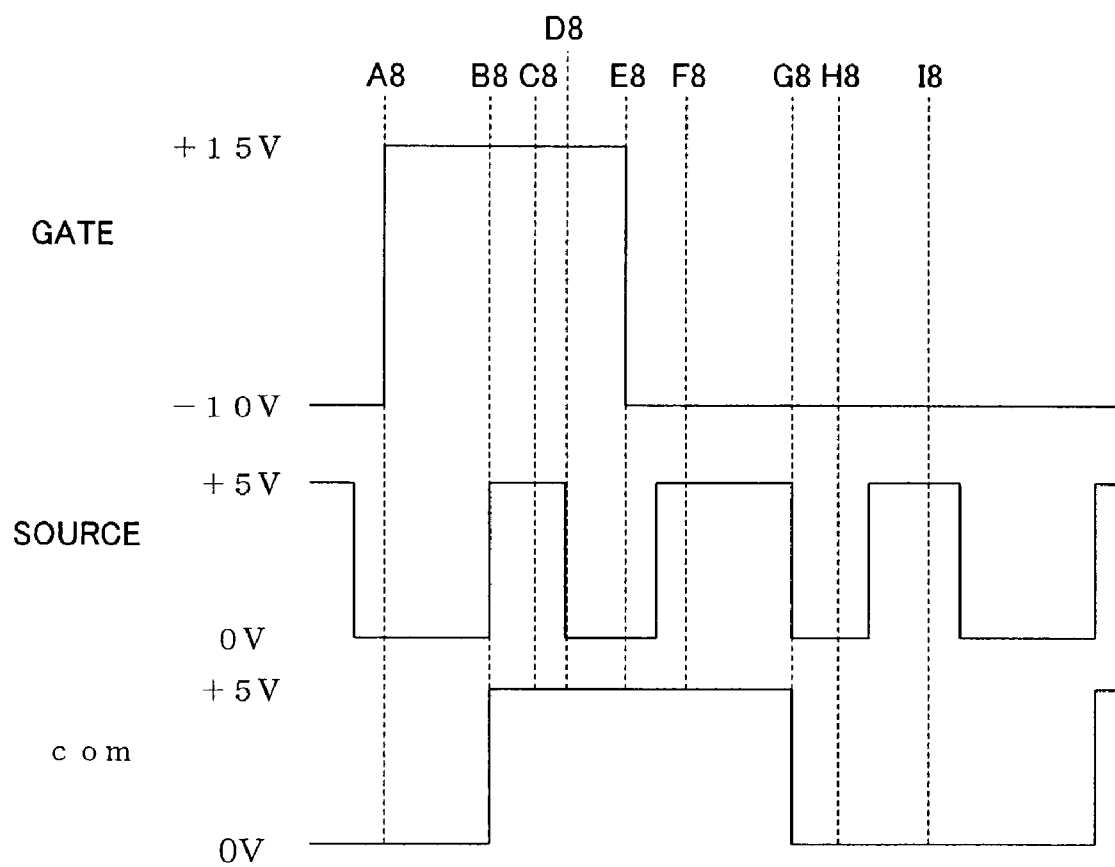 D8
A8 B8 C8 E8 F8 G8 H8 I8
+15V
GATE
-10V
+5V
SOURCE
0V
+5V
com
0V